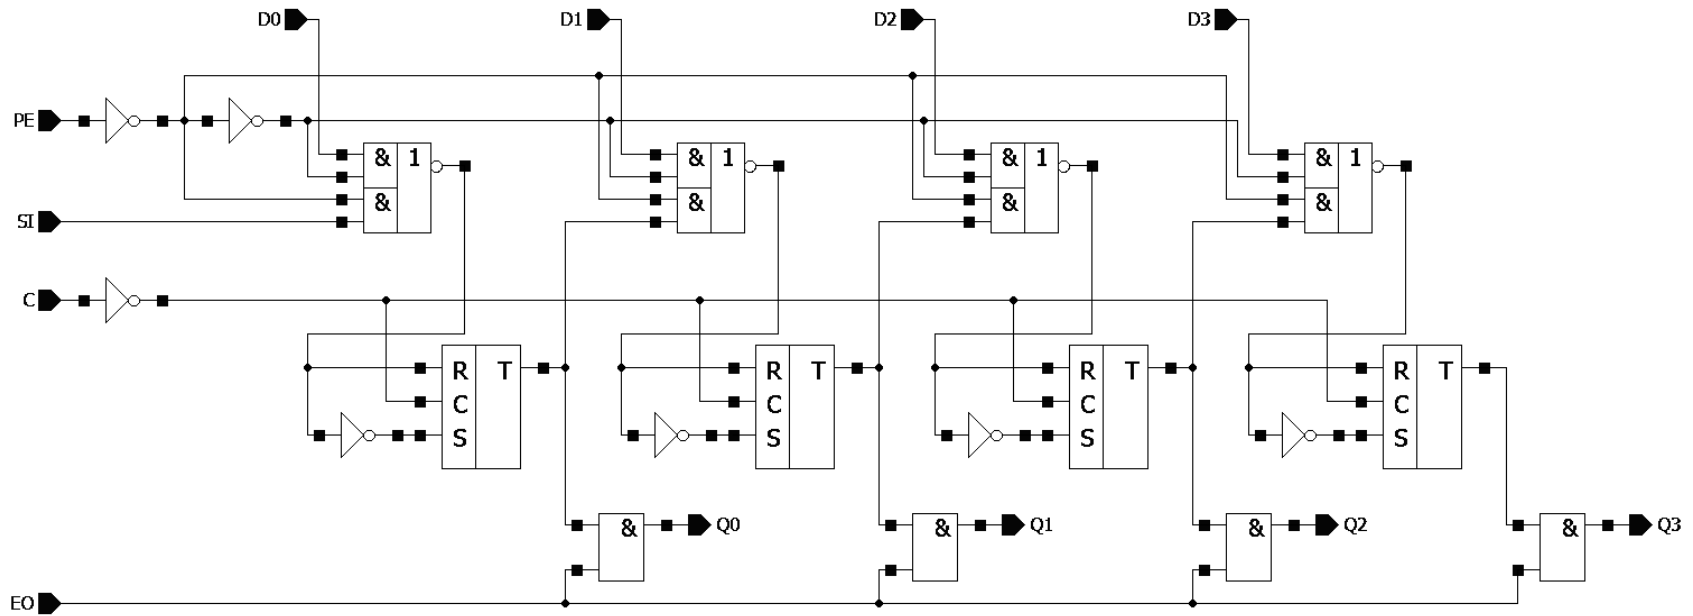 D0 D1 D2 D3
PE
& 1 & 1 & 1 & 1
& & & &
SI
C
R T R T R T R T
C C C C
S S S S
& Q0 & Q1 & Q2 & Q3
EO